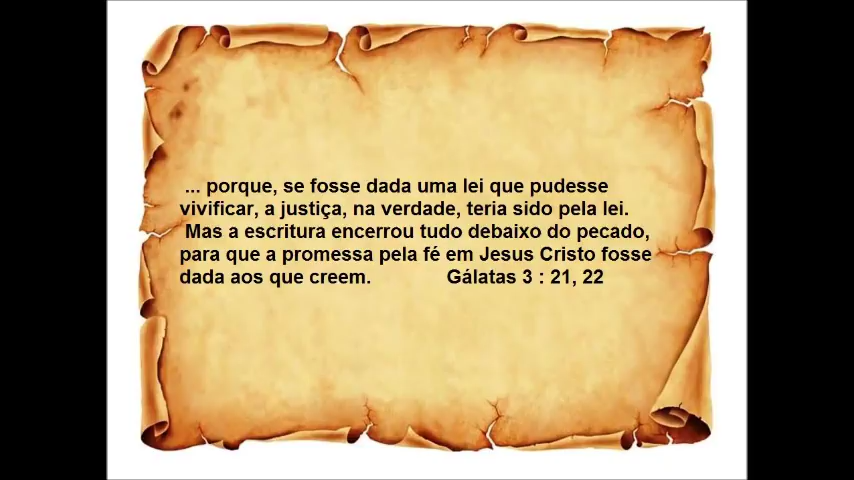 ... porque, se fosse dada uma lei que pudesse
vivificar, a justiça, na verdade, teria sido pela lei.
Mas a escritura encerrou tudo debaixo do pecado,
para que a promessa pela fé em Jesus Cristo fosse
dada aos que creem. Gálatas 3 : 21, 22